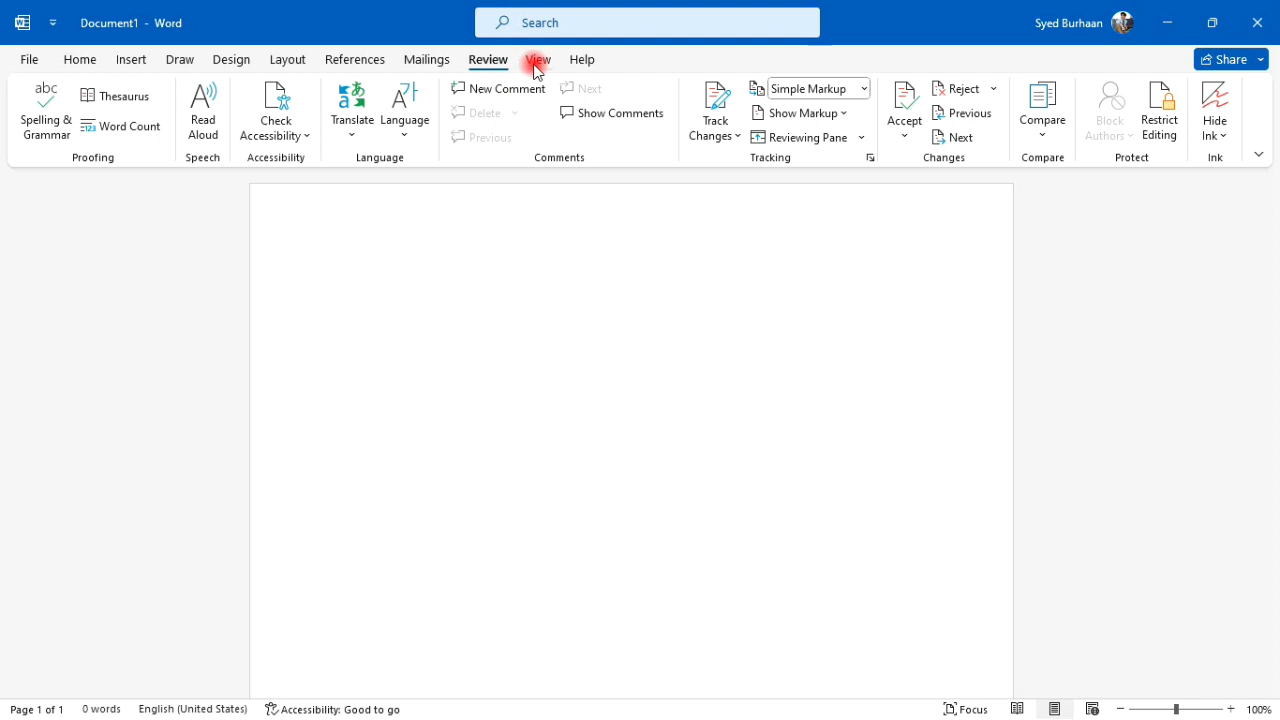 Document1 - Word
Search
Syed Burhaan
File Home Insert Draw Design Layout References Mailings Review View Help
Share
Spelling & Grammar
Thesaurus
Word Count
Proofing
Read Aloud
Speech
Check Accessibility
Accessibility
Translate
Language
Language
New Comment
Delete
Previous
Next
Show Comments
Comments
Track Changes
Simple Markup
Show Markup
Reviewing Pane
Tracking
Accept
Reject
Previous
Next
Changes
Compare
Compare
Block Authors
Restrict Editing
Protect
Hide Ink
Ink
Page 1 of 1 0 words English (United States) Accessibility: Good to go Focus 100%